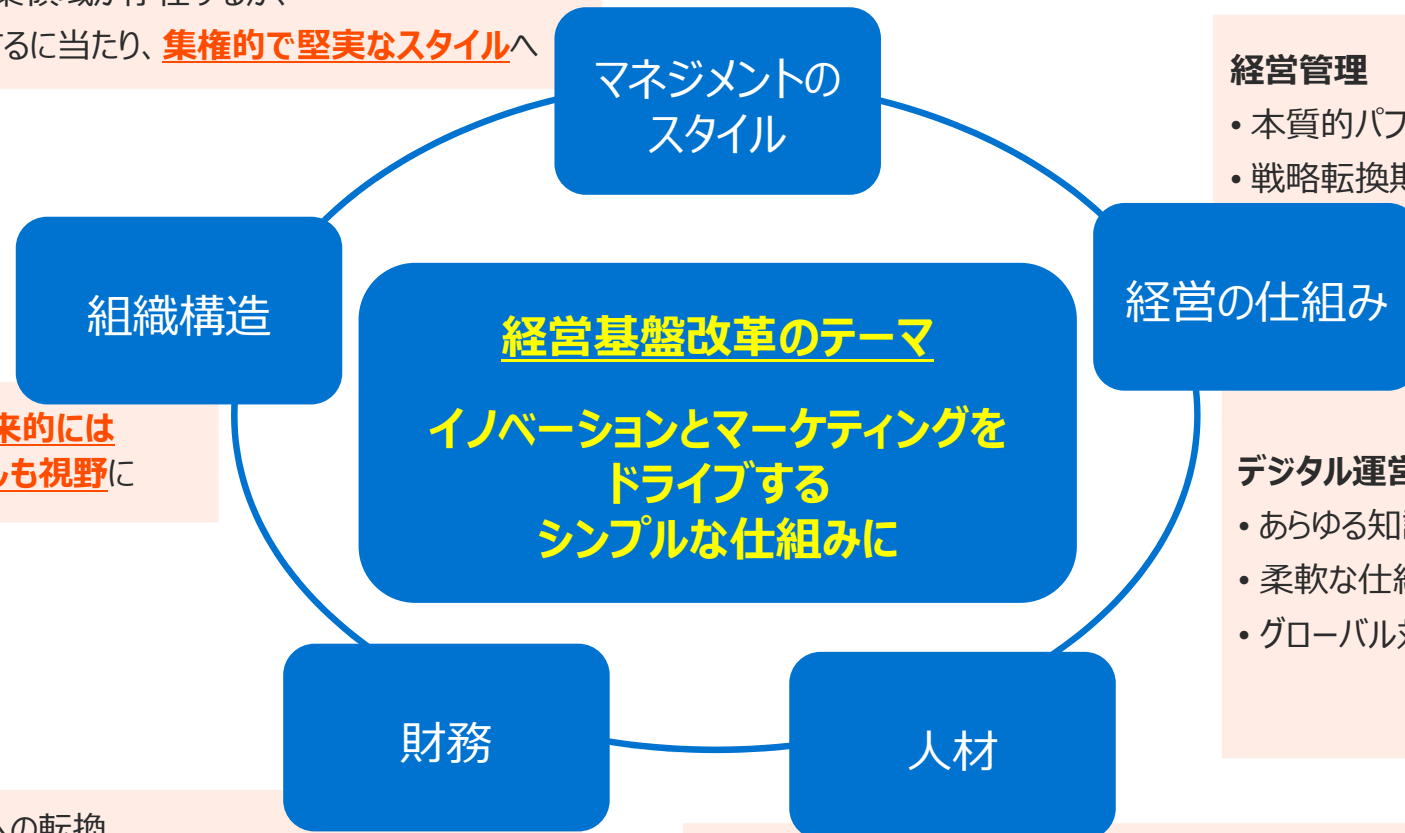 するに当たり、集権的で堅実なスタイルへ
マネジメントの
スタイル
経営管理
• 本質的パフ
• 戦略転換期
組織構造
経営の仕組み
経営基盤改革のテーマ
イノベーションとマーケティングを
ドライブする
シンプルな仕組みに
来的には
も視野に
デジタル運営
• あらゆる知
• 柔軟な仕組
• グローバル
財務
人材
への転換